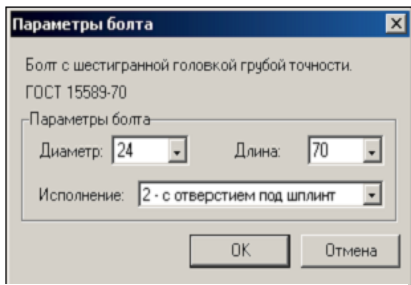 Параметры болта
Болт с шестигранной головкой грубой точности.
ГОСТ 15589-70
Параметры болта
Диаметр: 24 Длина: 70
Исполнение: 2 - с отверстием под шплинт
OK Отмена